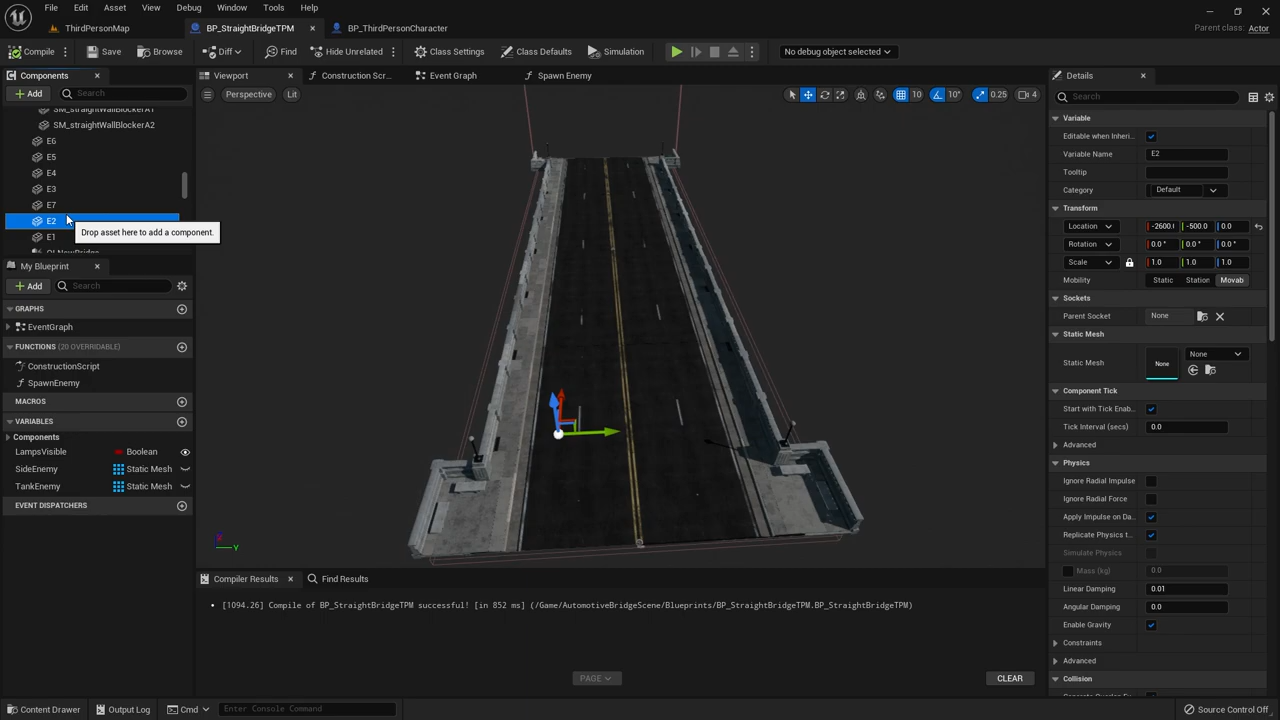 File Edit Asset View Debug Window Tools Help
ThirdPersonMap BP_StraightBridgeTPM BP_ThirdPersonCharacter Parent class: Actor
Compile Save Browse Diff Find Hide Unrelated Class Settings Class Defaults Simulation No debug object selected
Components
Add Search
SM_straightWallBlockerA1
SM_straightWallBlockerA2
E6
E5
E4
E3
E7
E2
E1
Drop asset here to add a component.
My Blueprint
Add Search
GRAPHS
EventGraph
FUNCTIONS (20 OVERRIDABLE)
ConstructionScript
SpawnEnemy
MACROS
VARIABLES
Components
LampsVisible Boolean
SideEnemy Static Mesh
TankEnemy Static Mesh
EVENT DISPATCHERS
Viewport Construction Scr... Event Graph Spawn Enemy
Perspective Lit 10 10° 0.25 4
Y
Compiler Results Find Results
[1094.26] Compile of BP_StraightBridgeTPM successful! [in 852 ms] (/Game/AutomotiveBridgeScene/Blueprints/BP_StraightBridgeTPM.BP_StraightBridgeTPM)
PAGE CLEAR
Details
Search
Variable
Editable when Inheri...
Variable Name E2
Tooltip
Category Default
Transform
Location -2600.( -500.0 0.0
Rotation 0.0 ° 0.0 ° 0.0 °
Scale 1.0 1.0 1.0
Mobility Static Station Movab
Sockets
Parent Socket None
Static Mesh
Static Mesh None None
Component Tick
Start with Tick Enab...
Tick Interval (secs) 0.0
Advanced
Physics
Ignore Radial Impulse
Ignore Radial Force
Apply Impulse on Da...
Replicate Physics t...
Simulate Physics
Mass (kg) 0.0
Linear Damping 0.01
Angular Damping 0.0
Enable Gravity
Constraints
Advanced
Collision
Content Drawer Output Log Cmd Enter Console Command Source Control Off